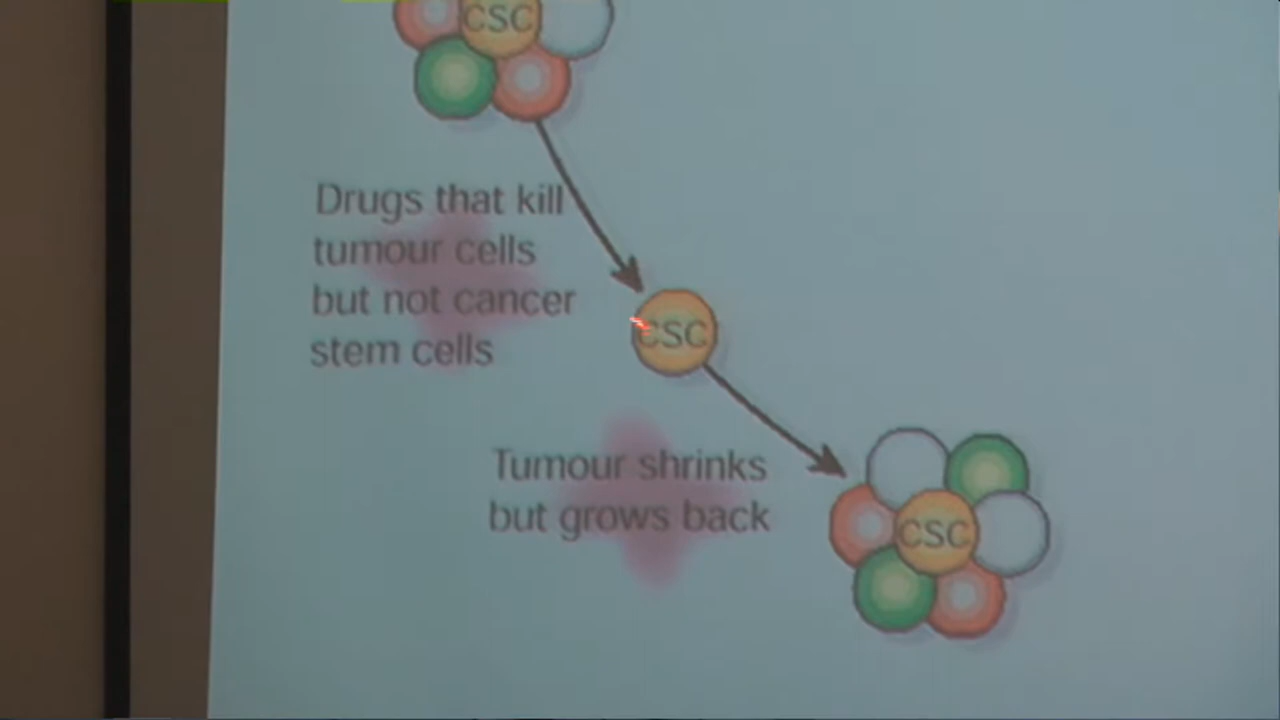 CSC
Drugs that kill
tumour cells
but not cancer
stem cells
CSC
Tumour shrinks
but grows back
CSC